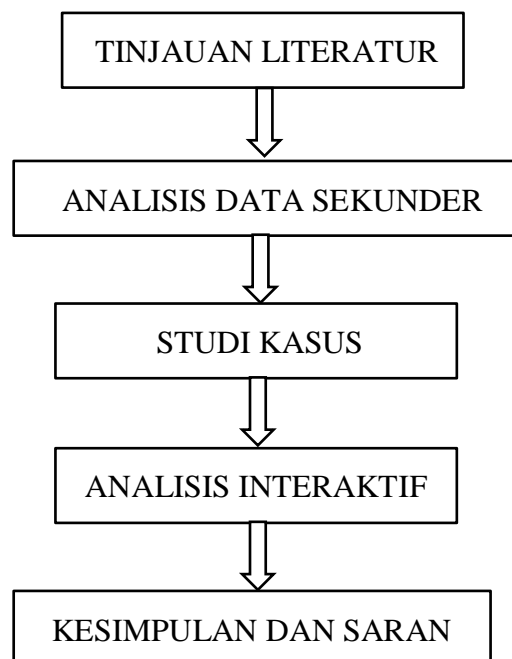 TINJAUAN LITERATUR
ANALISIS DATA SEKUNDER
STUDI KASUS
ANALISIS INTERAKTIF
KESIMPULAN DAN SARAN